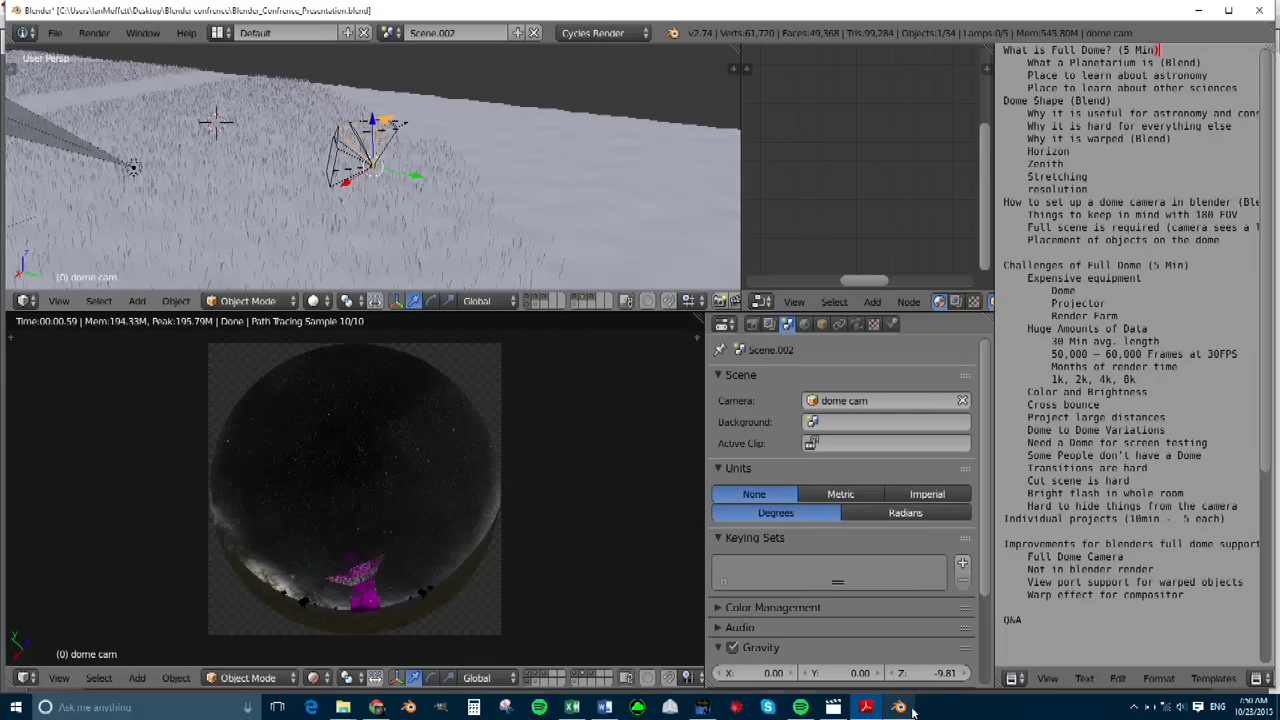 Blender* [C:\Users\IanMoffett\Desktop\Blender confrence\Blender_Confrence_Presentation.blend]
File Render Window Help Default Scene.002 Cycles Render v2.74 | Verts:61,720 | Faces:49,368 | Tris:99,284 | Objects:1/34 | Lamps:0/5 | Mem:545.80M | dome cam
User Persp
(0) dome cam
View Select Add Object Object Mode Global
View Select Add Node
Time:00:00.59 | Mem:194.33M, Peak:195.79M | Done | Path Tracing Sample 10/10
(0) dome cam
View Select Add Object Object Mode Global
Scene.002
Scene
Camera: dome cam
Background:
Active Clip:
Units
None Metric Imperial
Degrees Radians
Keying Sets
Color Management
Audio
Gravity
X: 0.00 Y: 0.00 Z: -9.81
What is Full Dome? (5 Min)
What a Planetarium is (Blend)
Place to learn about astronomy
Place to learn about other sciences
Dome Shape (Blend)
Why it is useful for astronomy and cons
Why it is hard for everything else
Why it is warped (Blend)
Horizon
Zenith
Stretching
resolution
How to set up a dome camera in blender (Ble
Things to keep in mind with 180 FOV
Full scene is required (camera sees a l
Placement of objects on the dome
Challenges of Full Dome (5 Min)
Expensive equipment
Dome
Projector
Render Farm
Huge Amounts of Data
30 Min avg. length
50,000 – 60,000 Frames at 30FPS
Months of render time
1k, 2k, 4k, 8k
Color and Brightness
Cross bounce
Project large distances
Dome to Dome Variations
Need a Dome for screen testing
Some People don't have a Dome
Transitions are hard
Cut scene is hard
Bright flash in whole room
Hard to hide things from the camera
Individual projects (10min - 5 each)
Improvements for blenders full dome support
Full Dome Camera
Not in blender render
View port support for warped objects
Warp effect for compositor
Q&A
View Text Edit Format Templates
Ask me anything
ENG
7:50 AM
10/23/2015